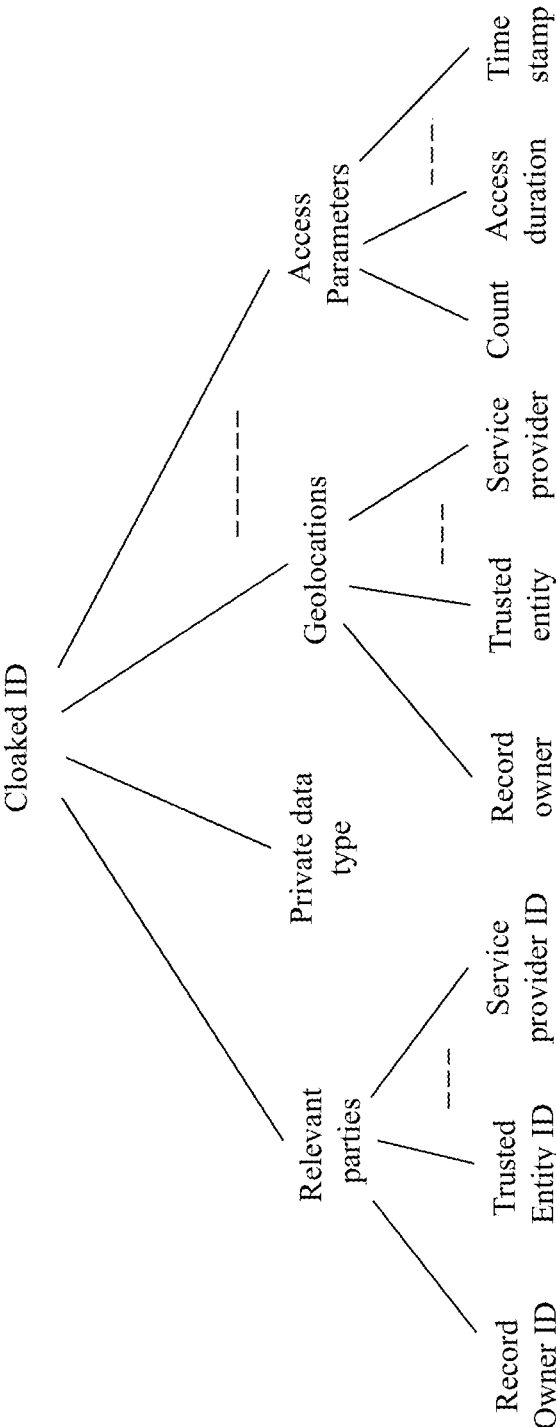 Cloaked ID
Relevant
parties
Private data
type
Geolocations
Access
Parameters
Record
Owner ID
Trusted
Entity ID
Service
provider ID
Record
owner
Trusted
entity
Service
provider
Count
Access
duration
Time
stamp